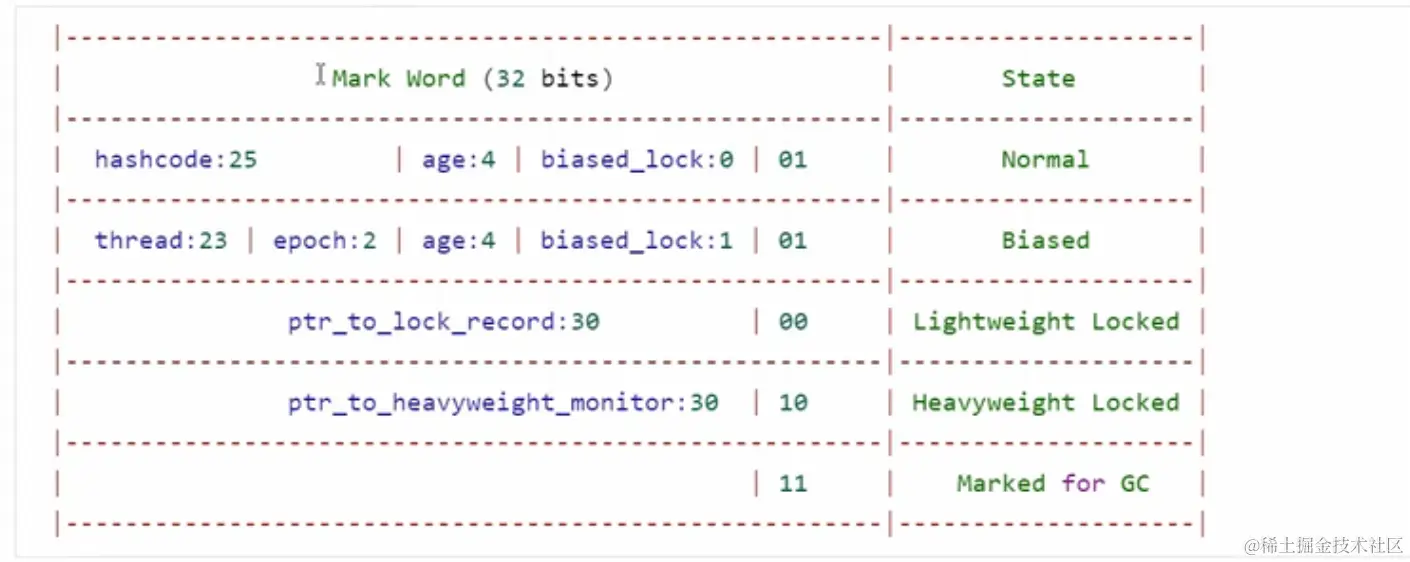 |--------------------------------------------------------|--------------------|
| Mark Word (32 bits) | State |
|--------------------------------------------------------|--------------------|
| hashcode:25 | age:4 | biased_lock:0 | 01 | Normal |
|--------------------------------------------------------|--------------------|
| thread:23 | epoch:2 | age:4 | biased_lock:1 | 01 | Biased |
|--------------------------------------------------------|--------------------|
| ptr_to_lock_record:30 | 00 | Lightweight Locked |
|--------------------------------------------------------|--------------------|
| ptr_to_heavyweight_monitor:30 | 10 | Heavyweight Locked |
|--------------------------------------------------------|--------------------|
| | 11 | Marked for GC |
|--------------------------------------------------------|--------------------|
@稀土掘金技术社区